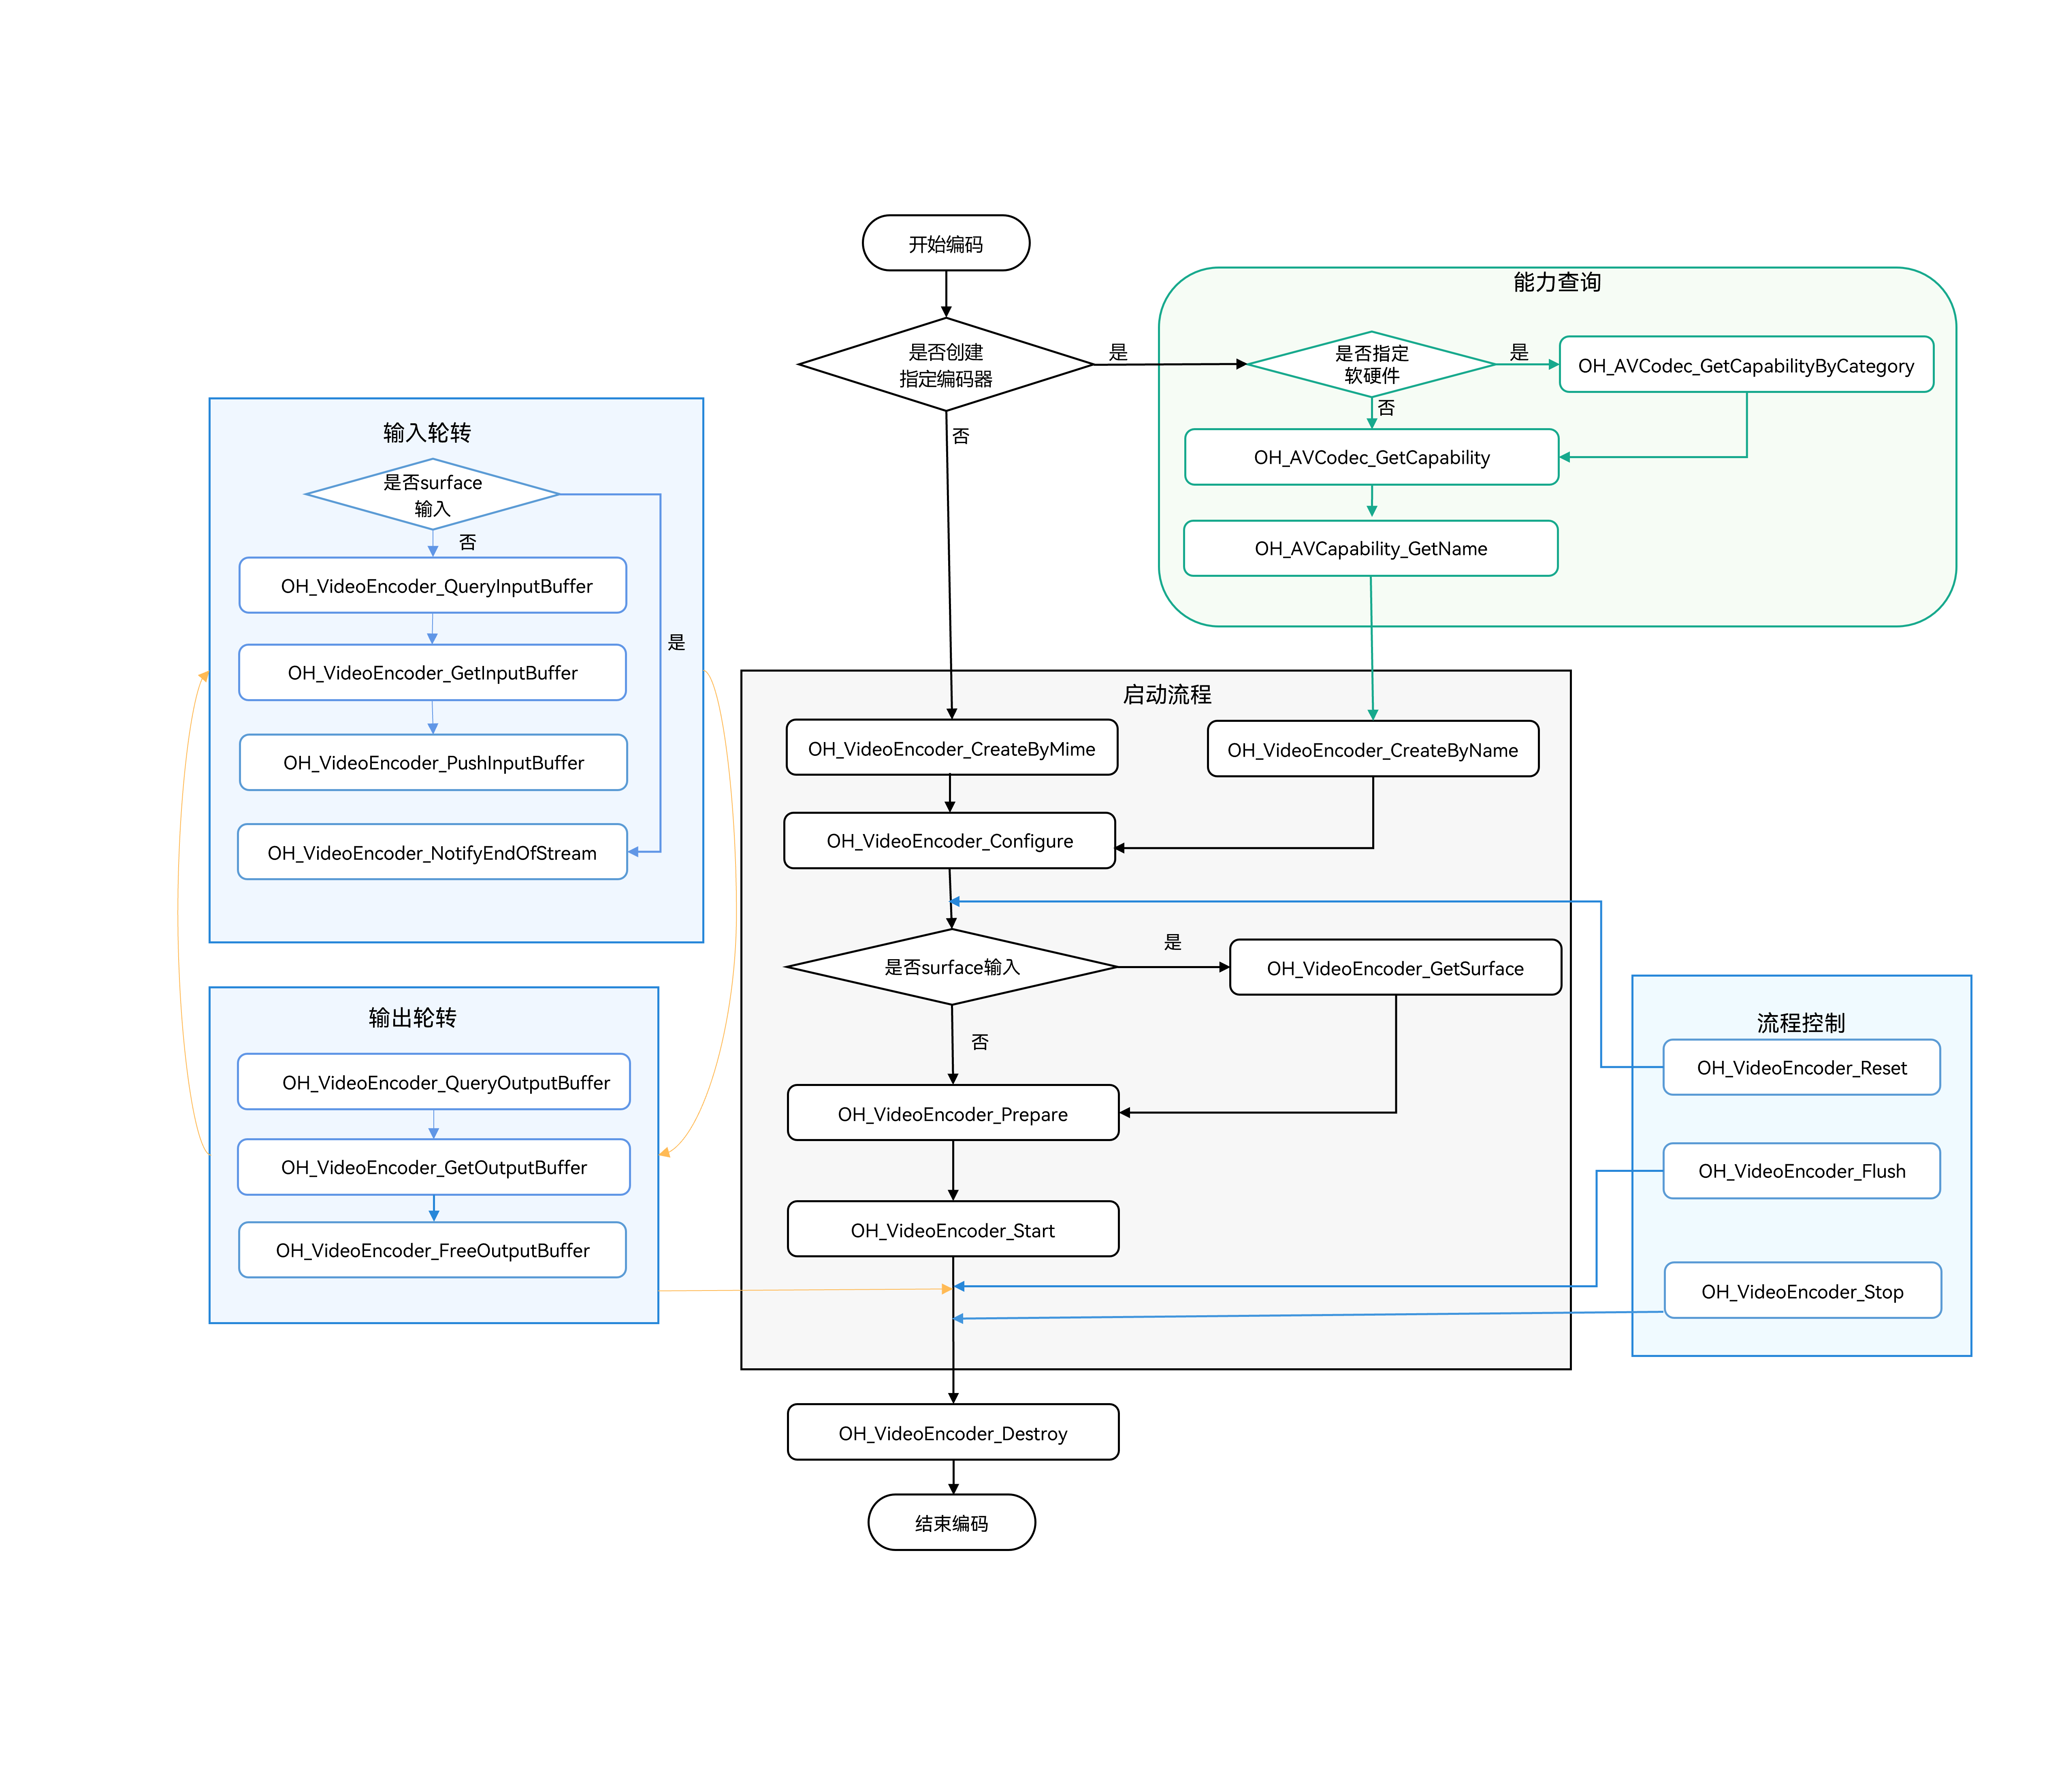 开始编码
是否创建
指定编码器
是
否
能力查询
是否指定
软硬件
是
否
OH_AVCodec_GetCapabilityByCategory
OH_AVCodec_GetCapability
OH_AVCapability_GetName
输入轮转
是否surface
输入
否
是
OH_VideoEncoder_QueryInputBuffer
OH_VideoEncoder_GetInputBuffer
OH_VideoEncoder_PushInputBuffer
OH_VideoEncoder_NotifyEndOfStream
输出轮转
OH_VideoEncoder_QueryOutputBuffer
OH_VideoEncoder_GetOutputBuffer
OH_VideoEncoder_FreeOutputBuffer
启动流程
OH_VideoEncoder_CreateByMime
OH_VideoEncoder_CreateByName
OH_VideoEncoder_Configure
是否surface输入
是
否
OH_VideoEncoder_GetSurface
OH_VideoEncoder_Prepare
OH_VideoEncoder_Start
流程控制
OH_VideoEncoder_Reset
OH_VideoEncoder_Flush
OH_VideoEncoder_Stop
OH_VideoEncoder_Destroy
结束编码